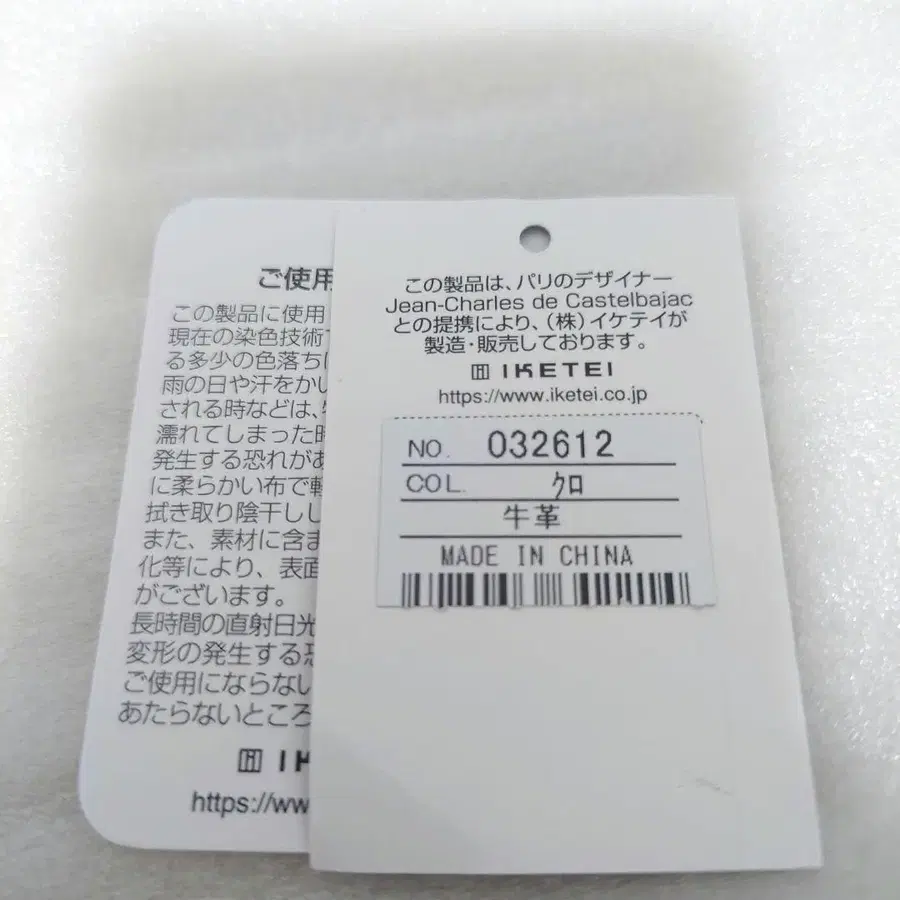 ご使用
この製品に使用
現在の染色技術
る多少の色落ち
雨の日や汗をかい
される時などは、
濡れてしまった時
発生する恐れがあ
に柔らかい布で軽
拭き取り陰干しし
また、素材に含ま
化等により、表面
がございます。
長時間の直射日光
変形の発生する恐
ご使用にならない
あたらないところ
https://ww
この製品は、パリのデザイナー
Jean-Charles de Castelbajac
との提携により、(株)イケテイが
製造・販売しております。
IKETEI
https://www.iketei.co.jp
NO. 032612
COL. クロ
牛革
MADE IN CHINA